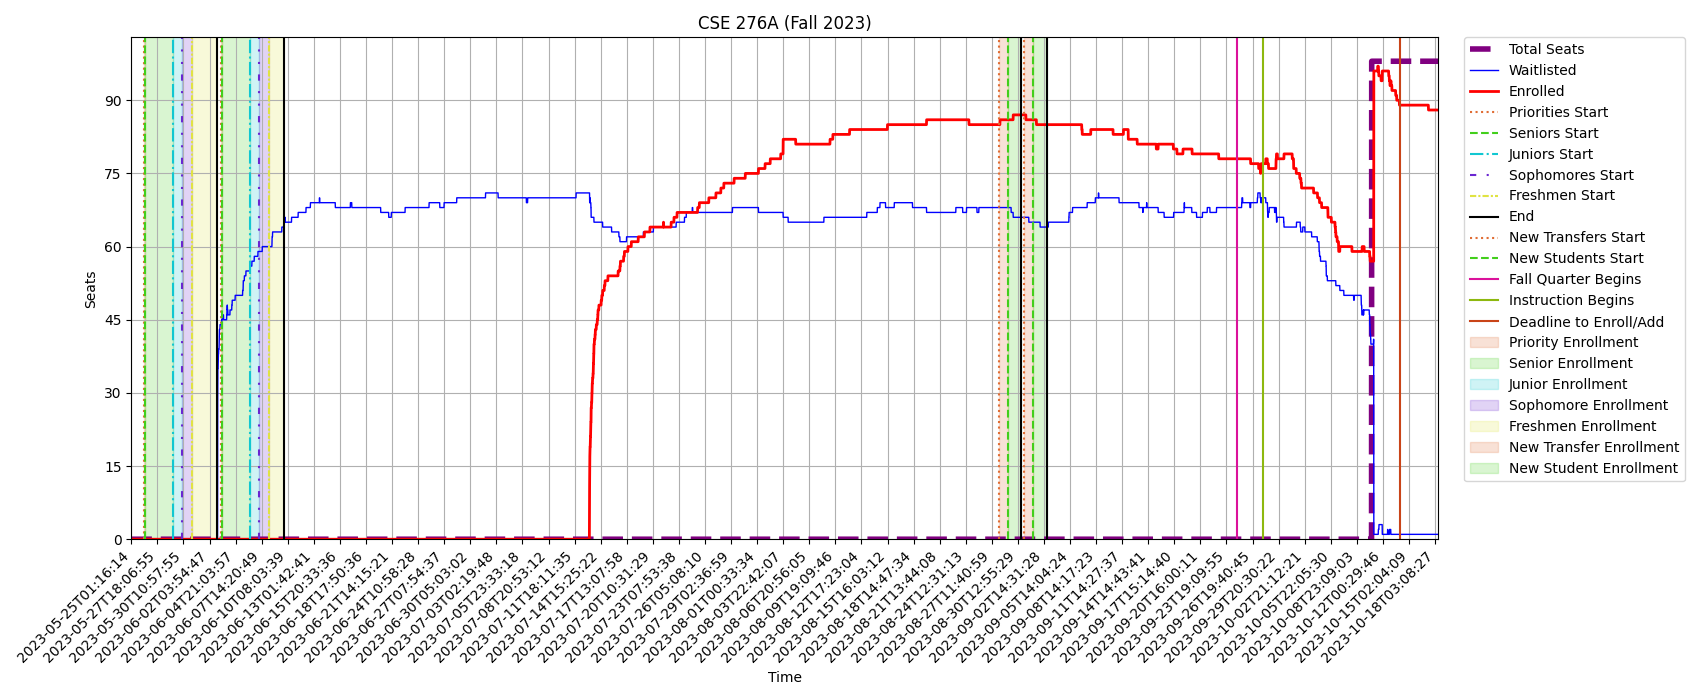 CSE 276A (Fall 2023)
Seats
90
75
60
45
30
15
0
2023-05-25T01:16:14
2023-05-27T18:06:55
2023-05-30T10:57:55
2023-06-02T03:54:47
2023-06-04T21:03:57
2023-06-07T14:20:49
2023-06-10T08:03:39
2023-06-13T01:42:41
2023-06-15T20:33:36
2023-06-18T17:50:36
2023-06-21T14:15:21
2023-06-24T10:58:28
2023-06-27T07:54:37
2023-06-30T05:03:02
2023-07-03T02:19:48
2023-07-05T23:33:18
2023-07-08T20:53:12
2023-07-11T18:11:35
2023-07-14T15:25:22
2023-07-17T13:07:58
2023-07-20T10:31:29
2023-07-23T07:53:38
2023-07-26T05:08:10
2023-07-29T02:36:59
2023-08-01T00:33:34
2023-08-03T22:42:07
2023-08-06T20:56:05
2023-08-09T19:09:46
2023-08-12T17:23:04
2023-08-15T16:03:12
2023-08-18T14:47:34
2023-08-21T13:44:08
2023-08-24T12:31:13
2023-08-27T11:40:59
2023-08-30T12:55:29
2023-09-02T14:31:28
2023-09-05T14:04:24
2023-09-08T14:17:23
2023-09-11T14:27:37
2023-09-14T14:43:41
2023-09-17T15:14:40
2023-09-20T16:00:11
2023-09-23T19:09:55
2023-09-26T19:40:45
2023-09-29T20:30:22
2023-10-02T21:12:21
2023-10-05T22:05:30
2023-10-08T23:09:03
2023-10-12T00:29:46
2023-10-15T02:04:09
2023-10-18T03:08:27
Time
Total Seats
Waitlisted
Enrolled
Priorities Start
Seniors Start
Juniors Start
Sophomores Start
Freshmen Start
End
New Transfers Start
New Students Start
Fall Quarter Begins
Instruction Begins
Deadline to Enroll/Add
Priority Enrollment
Senior Enrollment
Junior Enrollment
Sophomore Enrollment
Freshmen Enrollment
New Transfer Enrollment
New Student Enrollment